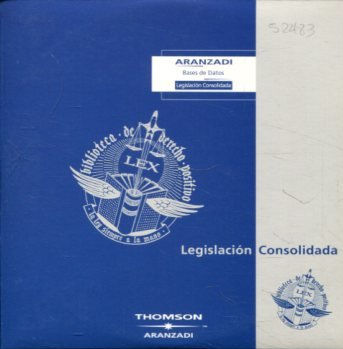 52483
ARANZADI
Bases de Datos
Legislación Consolidada
biblioteca · de · derecho · positivo
LEX
la ley siempre a la mano
Legislación Consolidada
THOMSON
ARANZADI